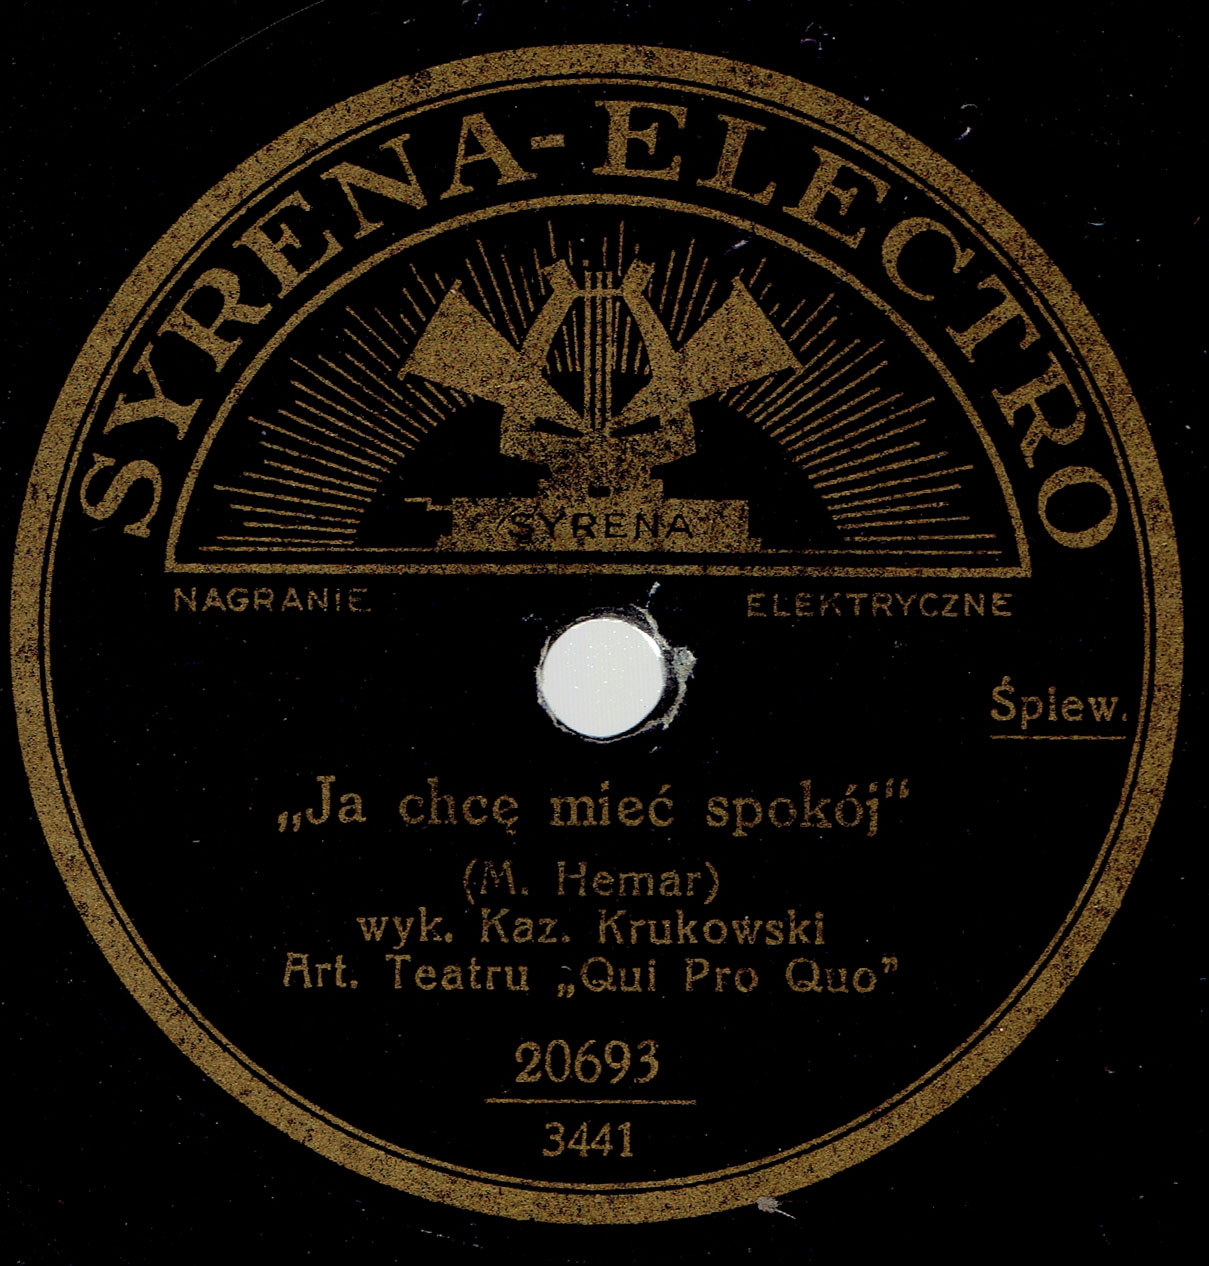 SYRENA-ELECTRO
SYRENA
NAGRANIE ELEKTRYCZNE
Śpiew.
„Ja chcę mieć spokój“
(M. Hemar)
wyk. Kaz. Krukowski
Art. Teatru „Qui Pro Quo”
20693
3441